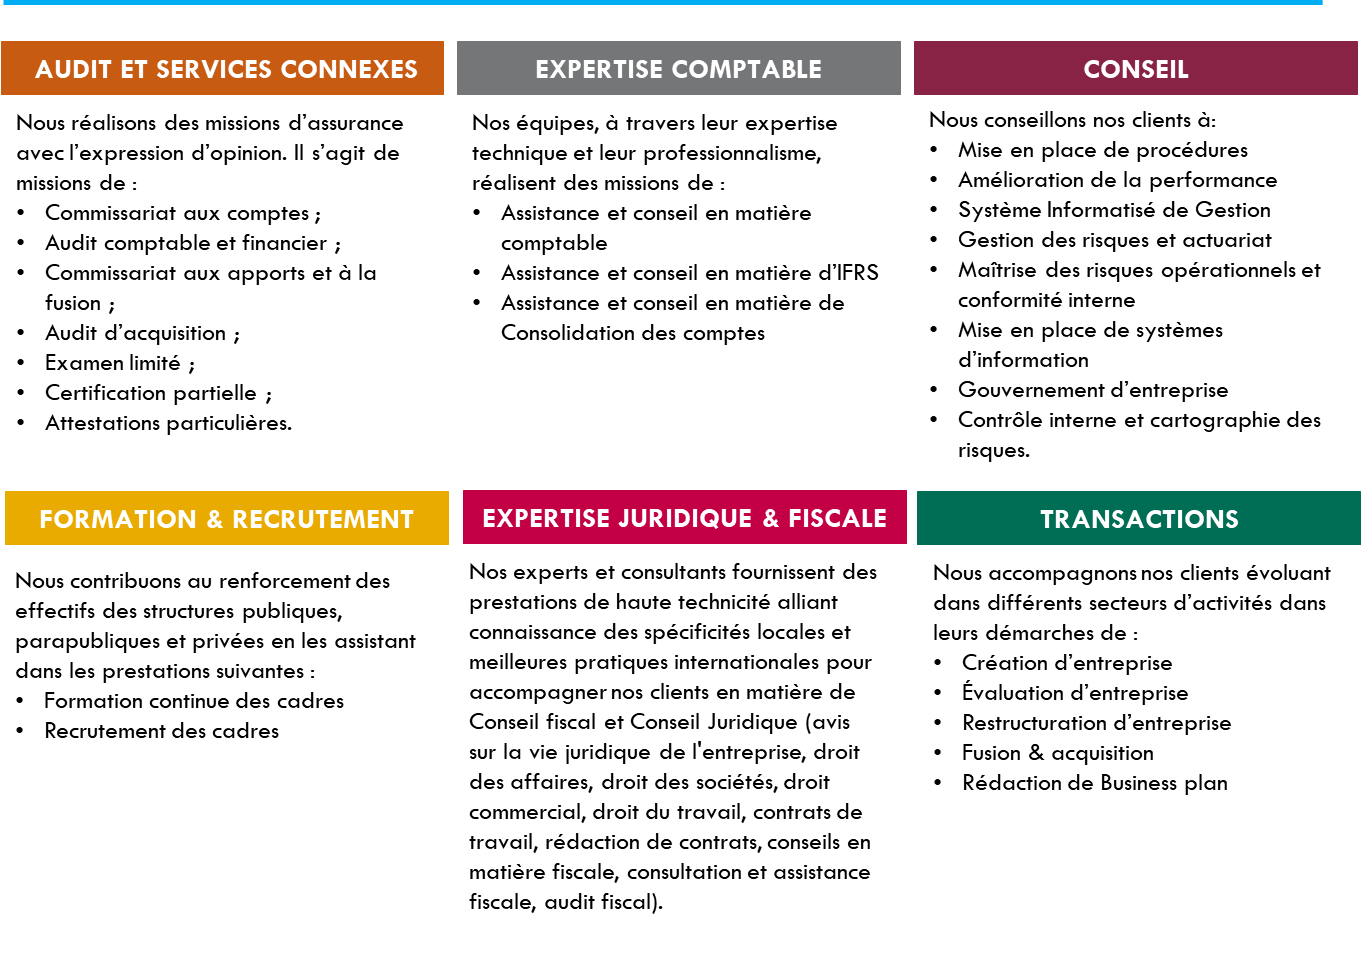 AUDIT ET SERVICES CONNEXES
Nous réalisons des missions d’assurance
avec l’expression d’opinion. Il s’agit de
missions de :
• Commissariat aux comptes ;
• Audit comptable et financier ;
• Commissariat aux apports et à la
fusion ;
• Audit d’acquisition ;
• Examen limité ;
• Certification partielle ;
• Attestations particulières.
EXPERTISE COMPTABLE
Nos équipes, à travers leur expertise
technique et leur professionnalisme,
réalisent des missions de :
• Assistance et conseil en matière
comptable
• Assistance et conseil en matière d’IFRS
• Assistance et conseil en matière de
Consolidation des comptes
CONSEIL
Nous conseillons nos clients à:
• Mise en place de procédures
• Amélioration de la performance
• Système Informatisé de Gestion
• Gestion des risques et actuariat
• Maîtrise des risques opérationnels et
conformité interne
• Mise en place de systèmes
d’information
• Gouvernement d’entreprise
• Contrôle interne et cartographie des
risques.
FORMATION & RECRUTEMENT
Nous contribuons au renforcement des
effectifs des structures publiques,
parapubliques et privées en les assistant
dans les prestations suivantes :
• Formation continue des cadres
• Recrutement des cadres
EXPERTISE JURIDIQUE & FISCALE
Nos experts et consultants fournissent des
prestations de haute technicité alliant
connaissance des spécificités locales et
meilleures pratiques internationales pour
accompagner nos clients en matière de
Conseil fiscal et Conseil Juridique (avis
sur la vie juridique de l'entreprise, droit
des affaires, droit des sociétés, droit
commercial, droit du travail, contrats de
travail, rédaction de contrats, conseils en
matière fiscale, consultation et assistance
fiscale, audit fiscal).
TRANSACTIONS
Nous accompagnons nos clients évoluant
dans différents secteurs d’activités dans
leurs démarches de :
• Création d’entreprise
• Évaluation d’entreprise
• Restructuration d’entreprise
• Fusion & acquisition
• Rédaction de Business plan